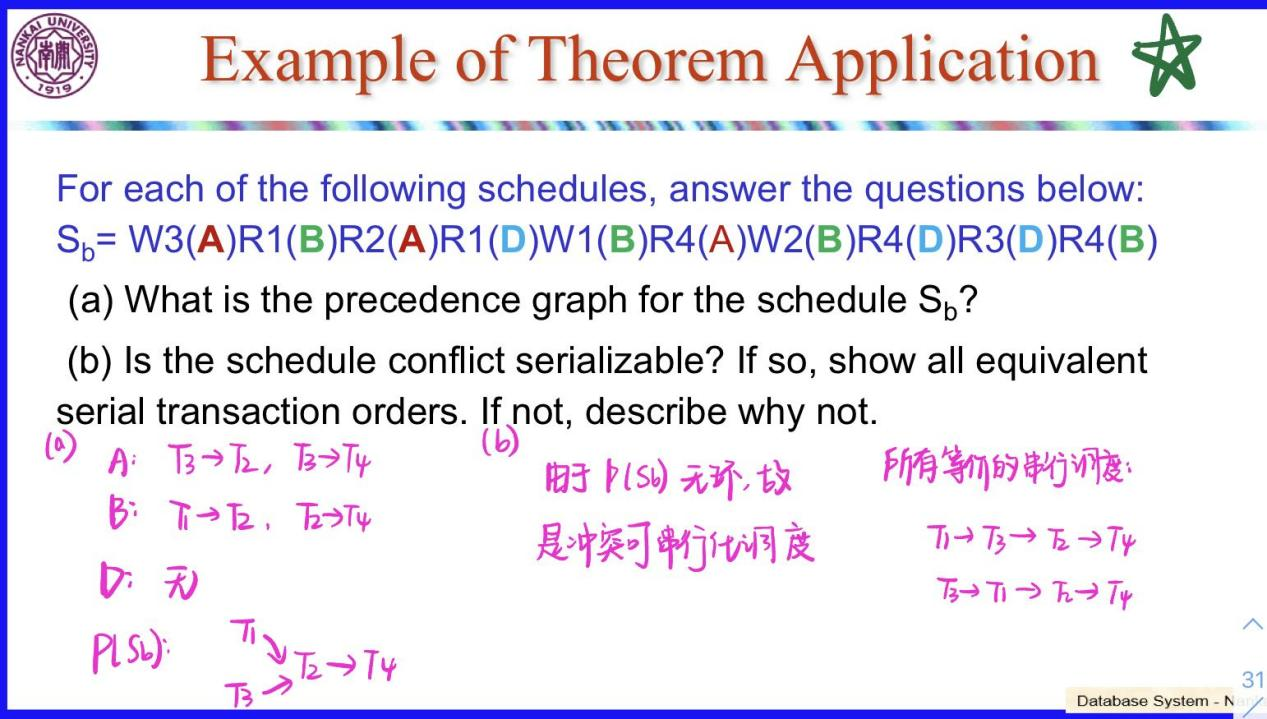 NANKAI UNIVERSITY
1919
Example of Theorem Application
For each of the following schedules, answer the questions below:
S_b= W3(A)R1(B)R2(A)R1(D)W1(B)R4(A)W2(B)R4(D)R3(D)R4(B)
(a) What is the precedence graph for the schedule S_b?
(b) Is the schedule conflict serializable? If so, show all equivalent
serial transaction orders. If not, describe why not.
(a)
A: T3→T2, T3→T4
B: T1→T2, T2→T4
D: 无
P(Sb):
T1
T2→T4
T3
(b)
由于 P(Sb) 无环, 故
是冲突可串行化调度
所有等价的串行调度:
T1→T3→T2→T4
T3→T1→T2→T4
31
Database System - N